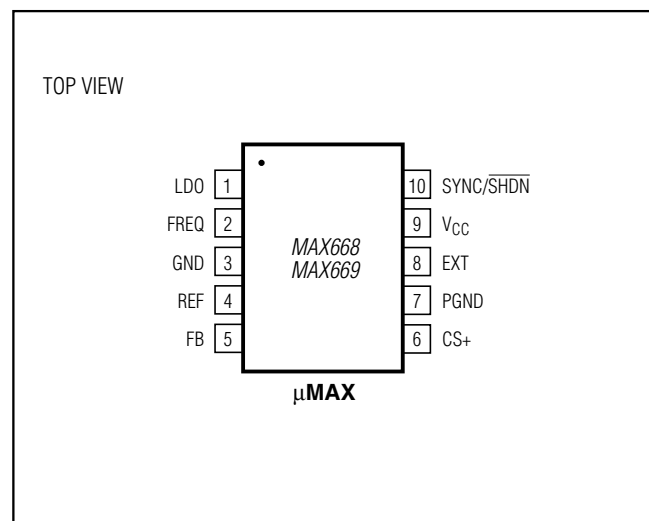 TOP VIEW
LDO 1
FREQ 2
GND 3
REF 4
FB 5
MAX668
MAX669
10 SYNC/S̅H̅D̅N̅
9 VCC
8 EXT
7 PGND
6 CS+
μMAX